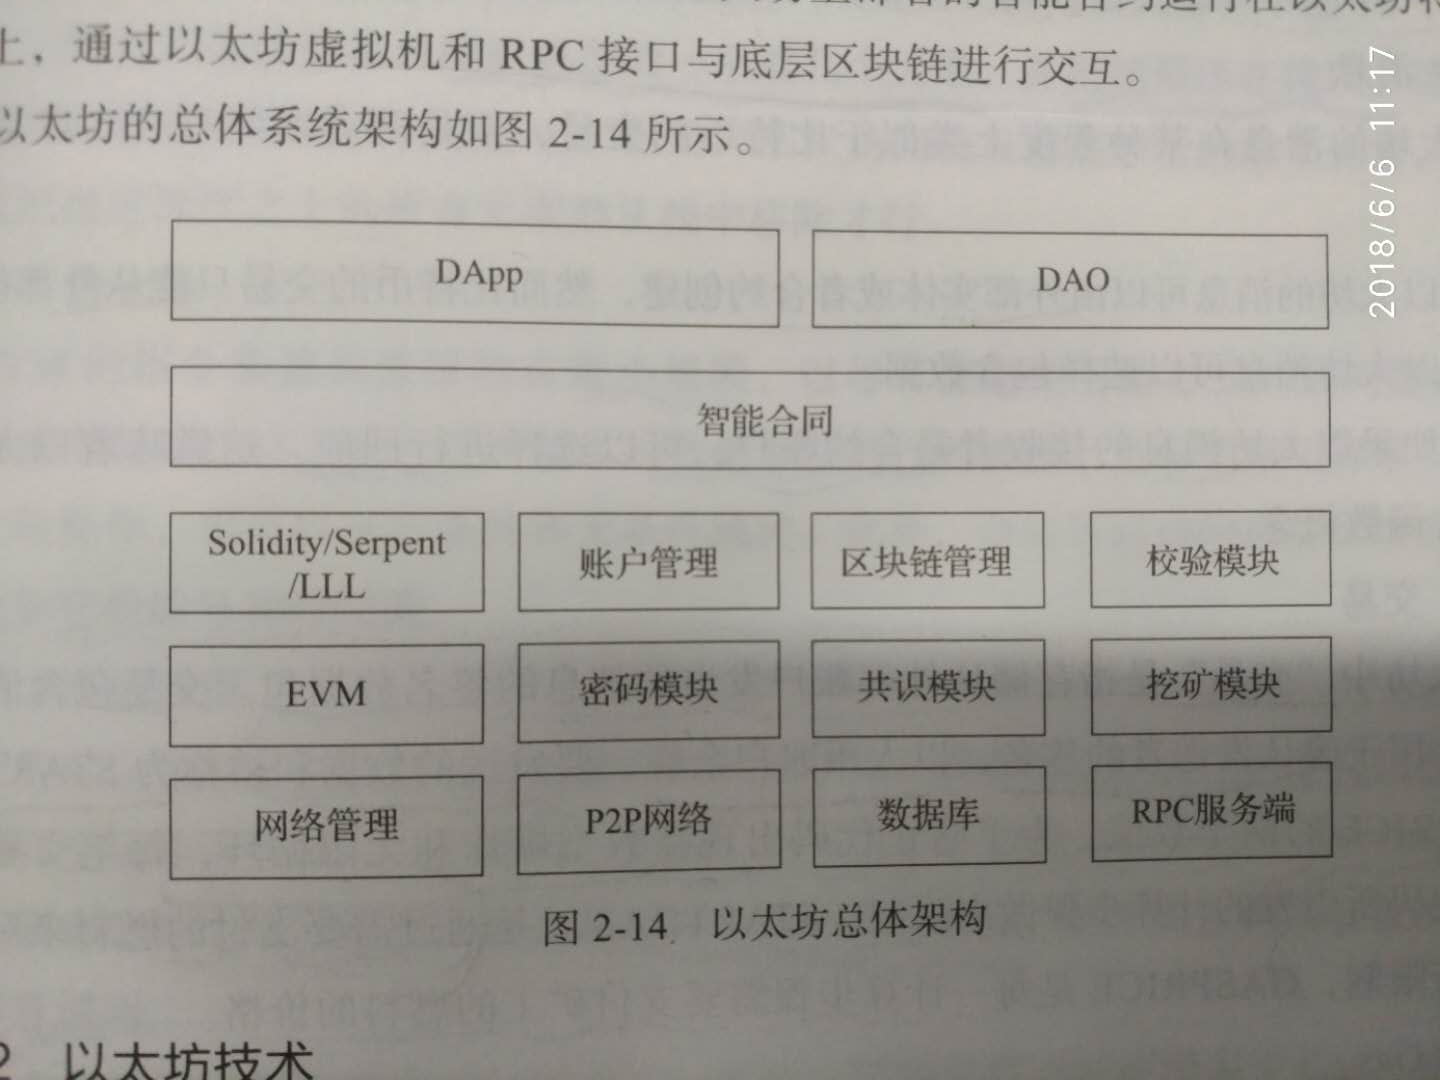 上，通过以太坊虚拟机和 RPC 接口与底层区块链进行交互。
以太坊的总体系统架构如图 2-14 所示。
2018/6/6 11:17
DApp
DAO
智能合同
Solidity/Serpent
/LLL
账户管理
区块链管理
校验模块
EVM
密码模块
共识模块
挖矿模块
网络管理
P2P网络
数据库
RPC服务端
图 2-14 以太坊总体架构
2 以太坊技术